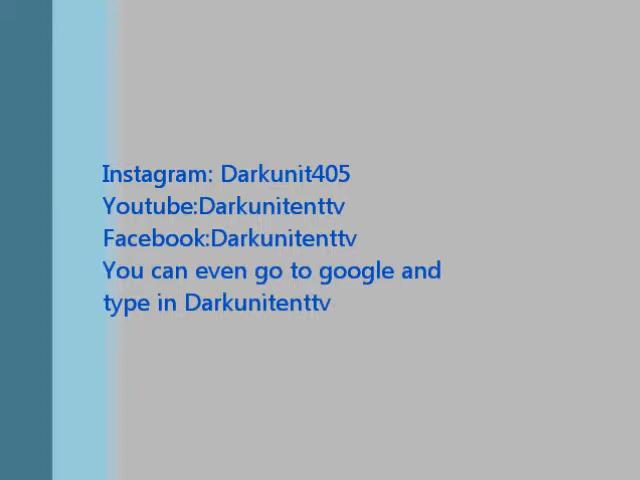 Instagram: Darkunit405
Youtube:Darkunitenttv
Facebook:Darkunitenttv
You can even go to google and
type in Darkunitenttv